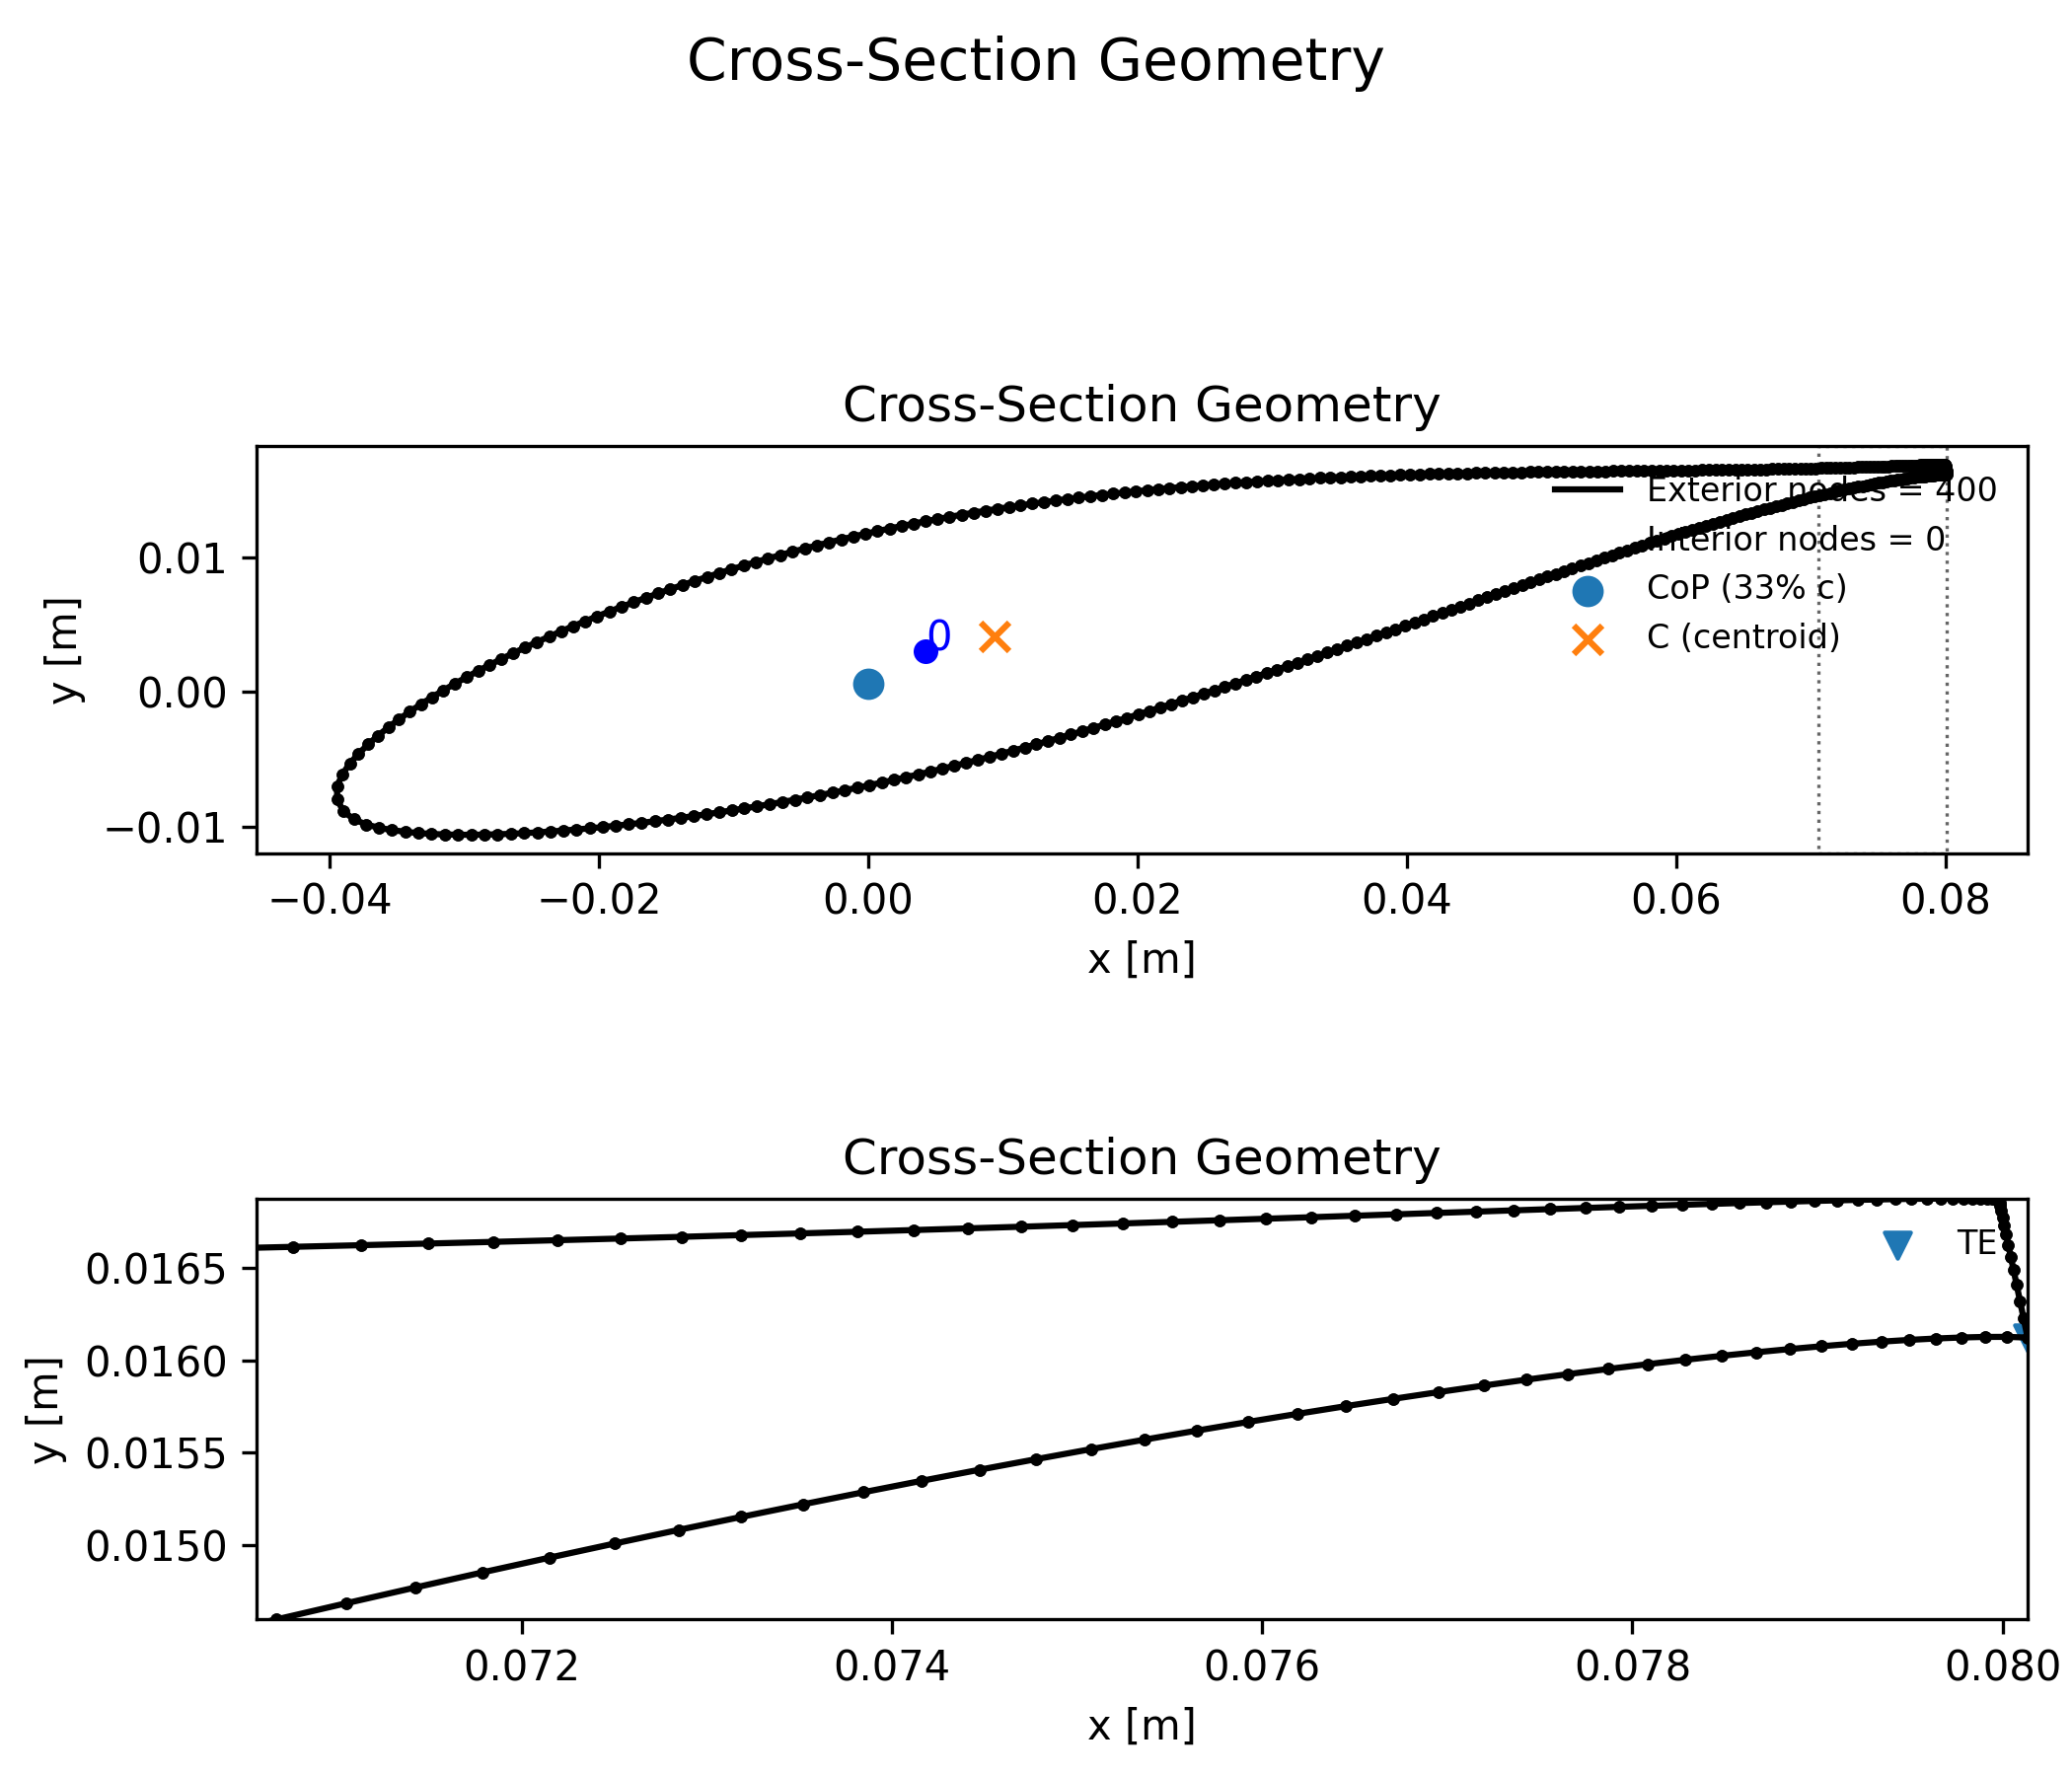 Cross-Section Geometry
Cross-Section Geometry
Exterior nodes = 400
Interior nodes = 0
CoP (33% c)
C (centroid)
0
y [m]
0.01
0.00
−0.01
−0.04 −0.02 0.00 0.02 0.04 0.06 0.08
x [m]
Cross-Section Geometry
TE
y [m]
0.0165
0.0160
0.0155
0.0150
0.072 0.074 0.076 0.078 0.080
x [m]